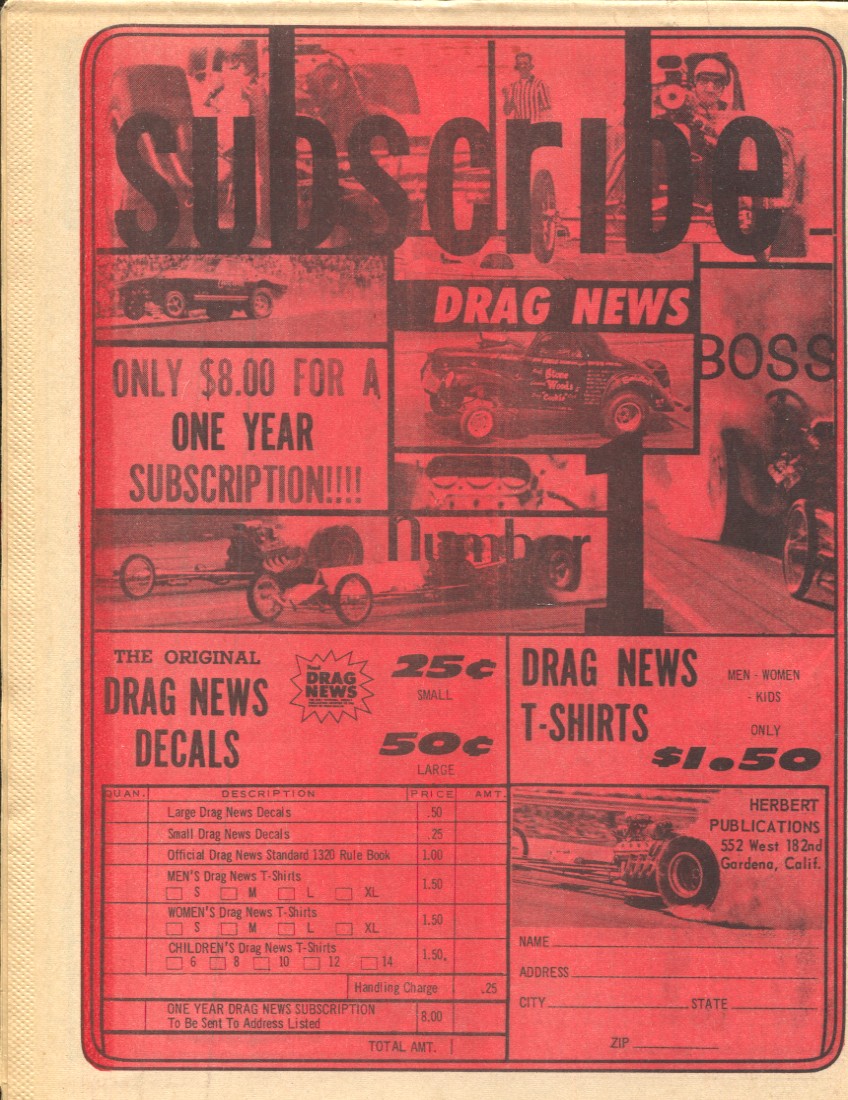 subscribe
DRAG NEWS
BOSS
Stone
Woods
Cook's
ONLY $8.00 FOR A
ONE YEAR
SUBSCRIPTION!!!!
Number
1
THE ORIGINAL
DRAG NEWS
DECALS
DRAG
NEWS
25¢
SMALL
50¢
LARGE
DRAG NEWS
T-SHIRTS
MEN - WOMEN
- KIDS
ONLY
$1.50
QUAN. DESCRIPTION PRICE AMT.
Large Drag News Decals .50
Small Drag News Decals .25
Official Drag News Standard 1320 Rule Book 1.00
MEN'S Drag News T-Shirts 1.50
S M L XL
WOMEN'S Drag News T-Shirts 1.50
S M L XL
CHILDREN'S Drag News T-Shirts 1.50
6 8 10 12 14
Handling Charge .25
ONE YEAR DRAG NEWS SUBSCRIPTION 8.00
To Be Sent To Address Listed
TOTAL AMT.
HERBERT
PUBLICATIONS
552 West 182nd
Gardena, Calif.
NAME
ADDRESS
CITY STATE
ZIP